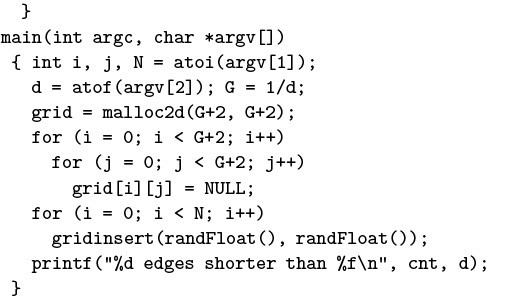 }
main(int argc, char *argv[])
{ int i, j, N = atoi(argv[1]);
d = atof(argv[2]); G = 1/d;
grid = malloc2d(G+2, G+2);
for (i = 0; i < G+2; i++)
for (j = 0; j < G+2; j++)
grid[i][j] = NULL;
for (i = 0; i < N; i++)
gridinsert(randFloat(), randFloat());
printf("%d edges shorter than %f\n", cnt, d);
}